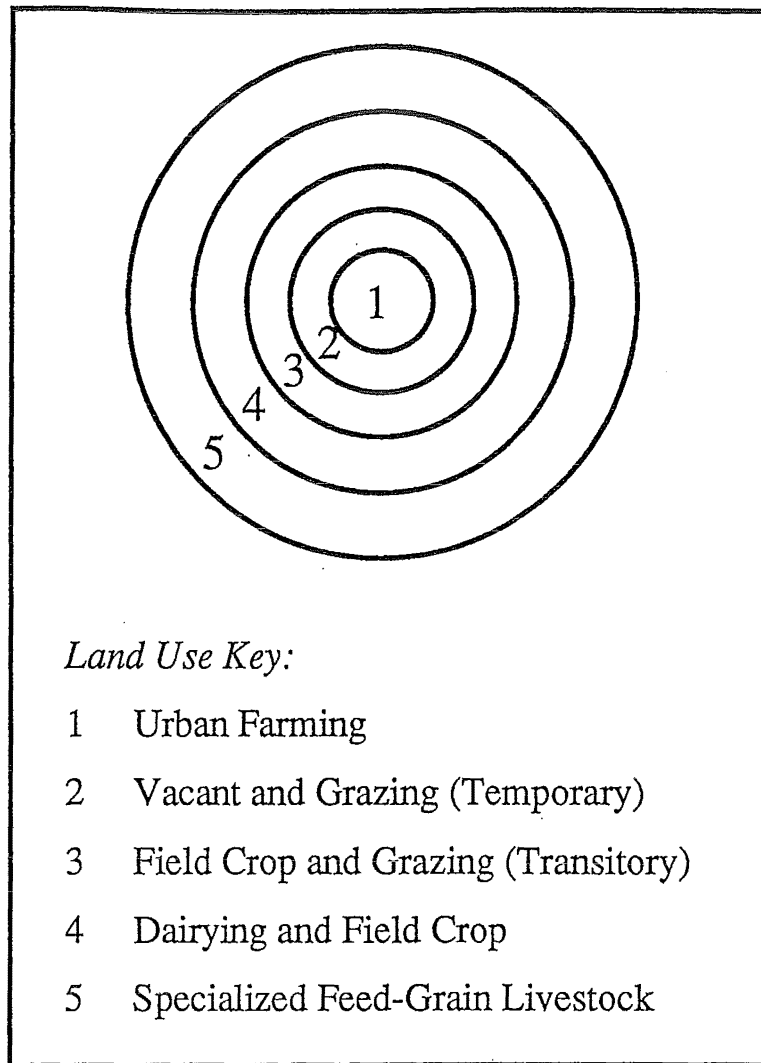 1
2
3
4
5
Land Use Key:
1 Urban Farming
2 Vacant and Grazing (Temporary)
3 Field Crop and Grazing (Transitory)
4 Dairying and Field Crop
5 Specialized Feed-Grain Livestock